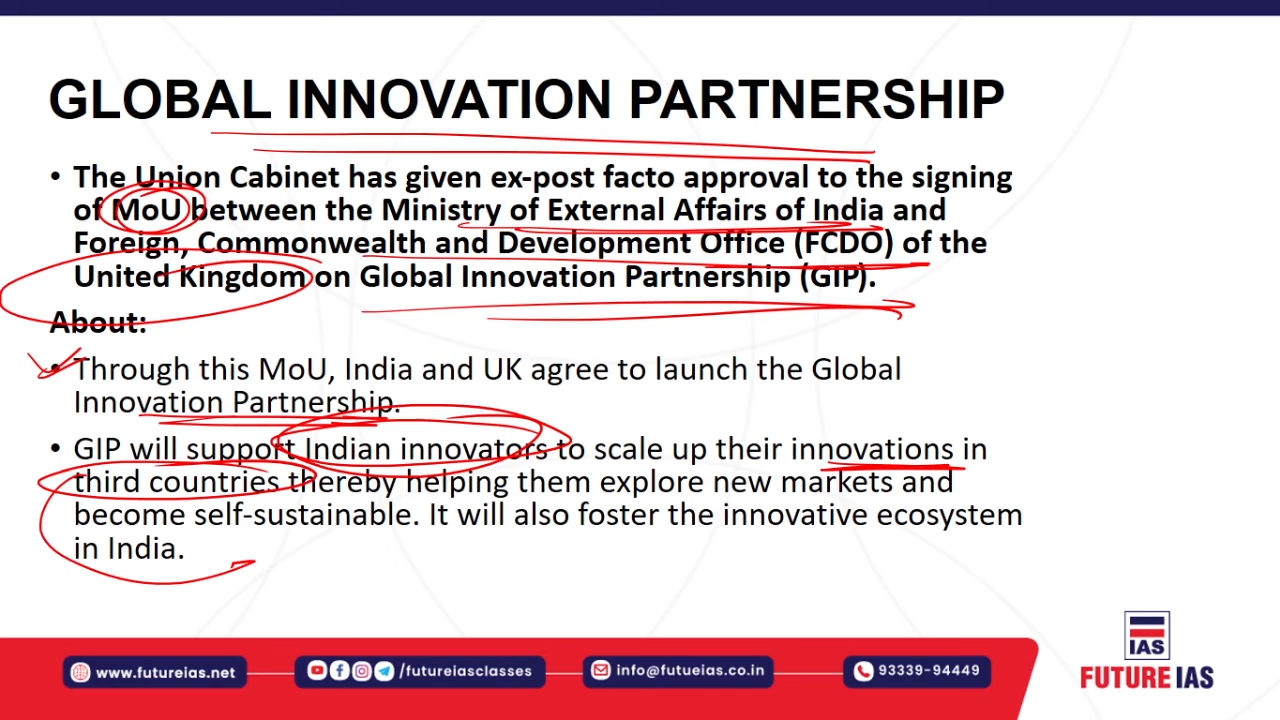 GLOBAL INNOVATION PARTNERSHIP
• The Union Cabinet has given ex-post facto approval to the signing
of MoU between the Ministry of External Affairs of India and
Foreign, Commonwealth and Development Office (FCDO) of the
United Kingdom on Global Innovation Partnership (GIP).
About:
• Through this MoU, India and UK agree to launch the Global
Innovation Partnership.
• GIP will support Indian innovators to scale up their innovations in
third countries thereby helping them explore new markets and
become self-sustainable. It will also foster the innovative ecosystem
in India.
IAS
www.futureias.net
/futureiasclasses
info@futueias.co.in
93339-94449
FUTURE IAS